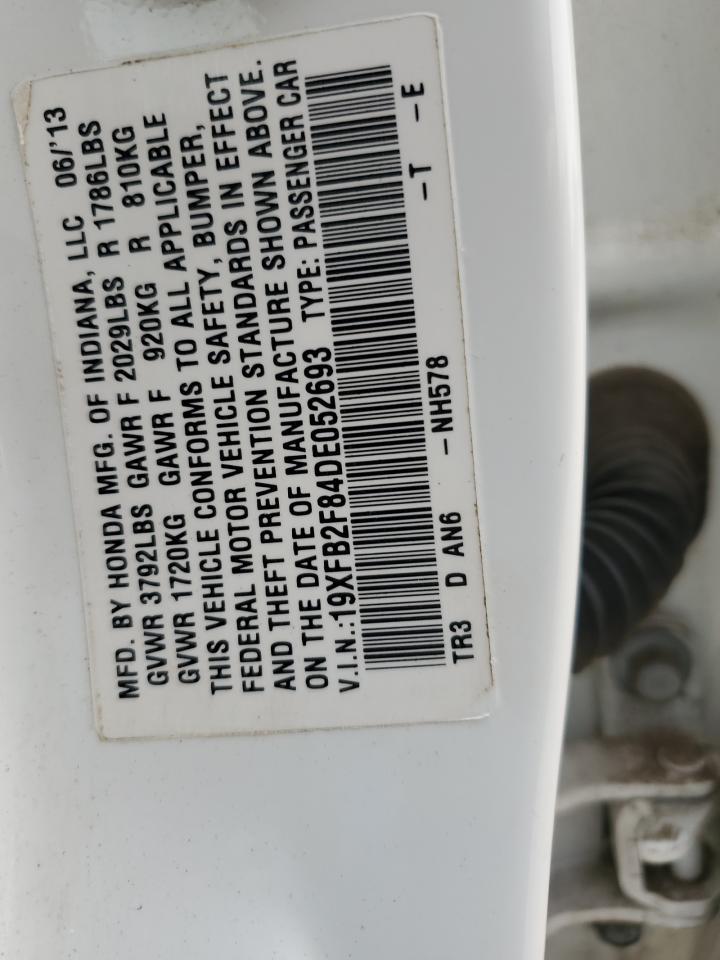 MFD. BY HONDA MFG. OF INDIANA, LLC 06/'13
GVWR 3792LBS GAWR F 2029LBS R 1786LBS
GVWR 1720KG GAWR F 920KG R 810KG
THIS VEHICLE CONFORMS TO ALL APPLICABLE
FEDERAL MOTOR VEHICLE SAFETY, BUMPER,
AND THEFT PREVENTION STANDARDS IN EFFECT
ON THE DATE OF MANUFACTURE SHOWN ABOVE.
V.I.N.:19XFB2F84DE052693 TYPE: PASSENGER CAR
TR3 D AN6 -NH578 -T -E